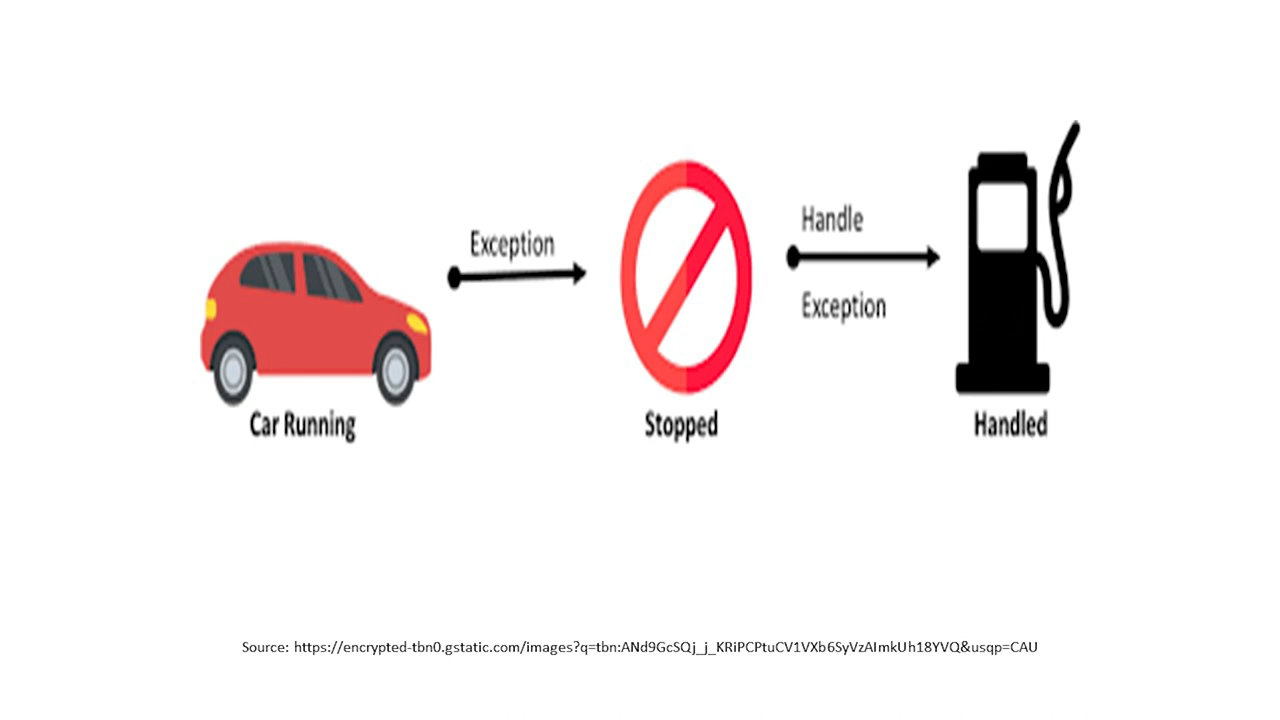 Exception
Handle
Exception
Car Running
Stopped
Handled
Source: https://encrypted-tbn0.gstatic.com/images?q=tbn:ANd9GcSQj_j_KRiPCPtuCV1VXb6SyVzAImkUh18YVQ&usqp=CAU